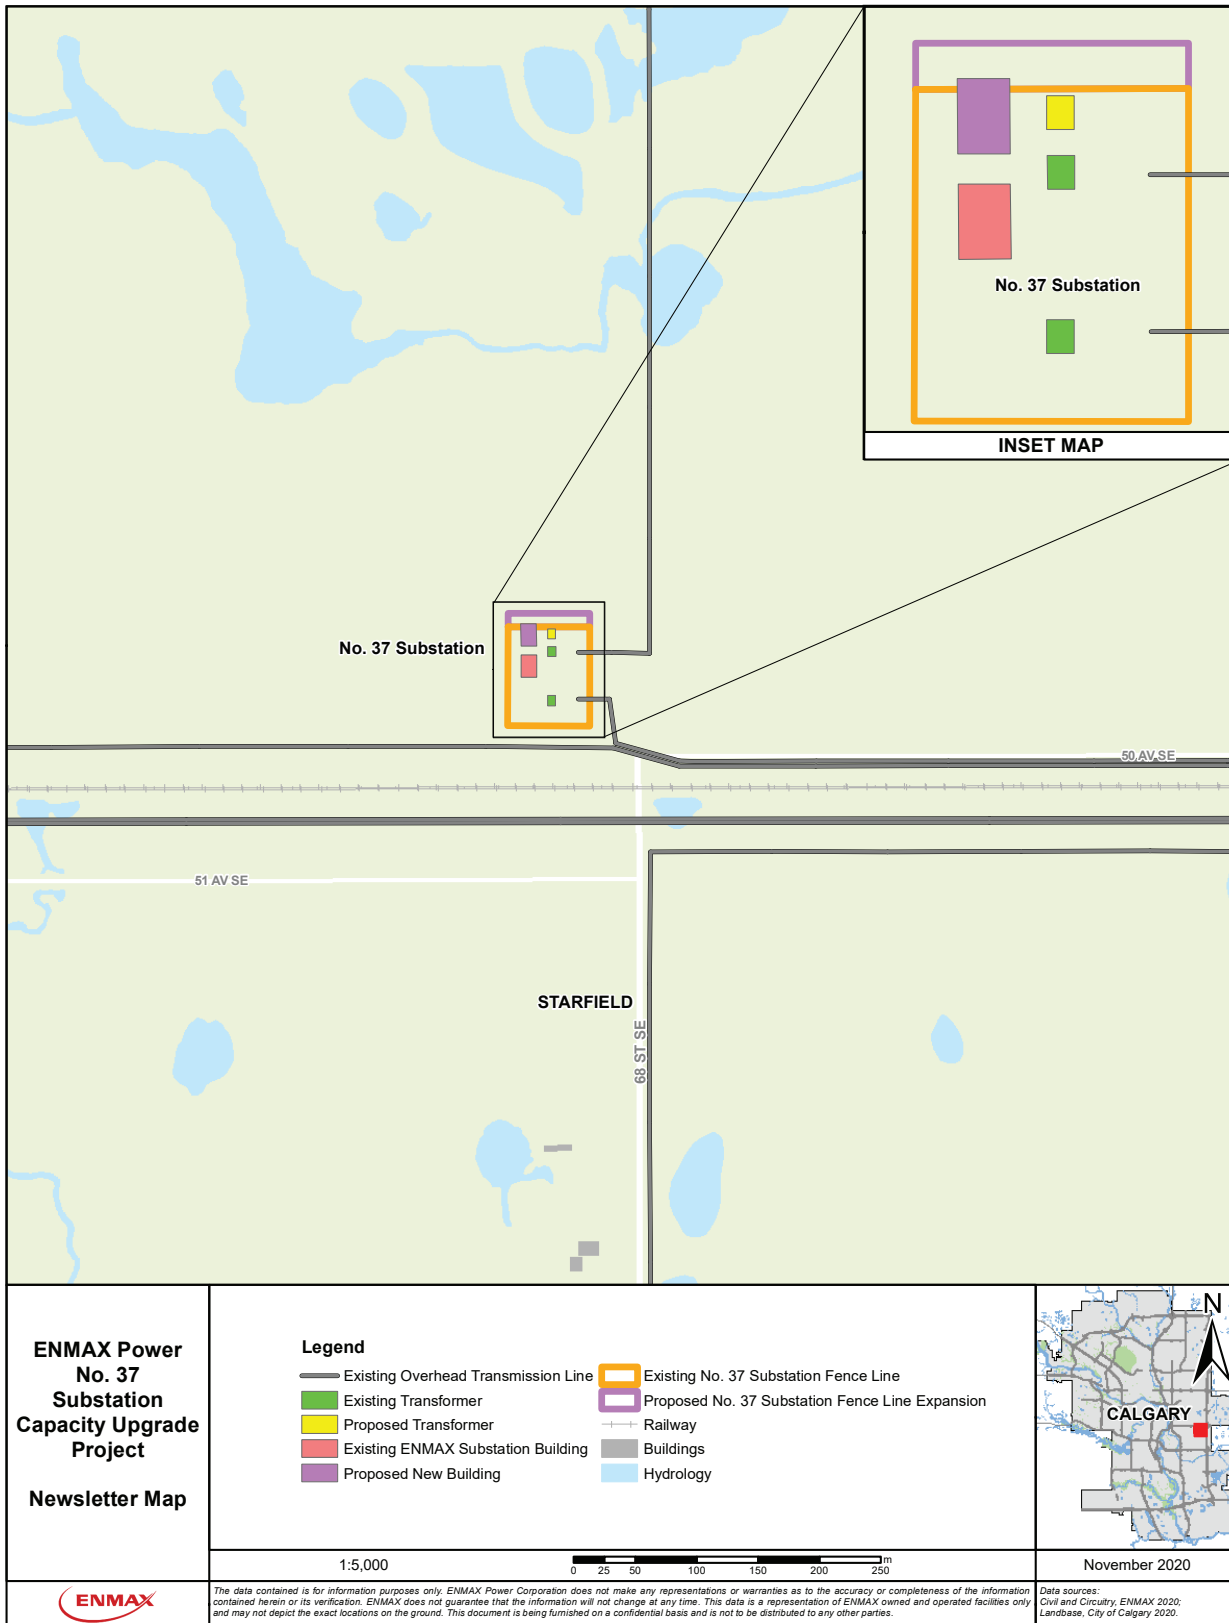 No. 37 Substation
INSET MAP
No. 37 Substation
50 AV SE
51 AV SE
STARFIELD
68 ST SE
ENMAX Power
No. 37
Substation
Capacity Upgrade
Project
Newsletter Map
Legend
Existing Overhead Transmission Line
Existing Transformer
Proposed Transformer
Existing ENMAX Substation Building
Proposed New Building
Existing No. 37 Substation Fence Line
Proposed No. 37 Substation Fence Line Expansion
Railway
Buildings
Hydrology
N
CALGARY
1:5,000
0 25 50 100 150 200 250 m
November 2020
ENMAX
The data contained is for information purposes only. ENMAX Power Corporation does not make any representations or warranties as to the accuracy or completeness of the information
contained herein or its verification. ENMAX does not guarantee that the information will not change at any time. This data is a representation of ENMAX owned and operated facilities only
and may not depict the exact locations on the ground. This document is being furnished on a confidential basis and is not to be distributed to any other parties.
Data sources:
Civil and Circuitry, ENMAX 2020;
Landbase, City of Calgary 2020.